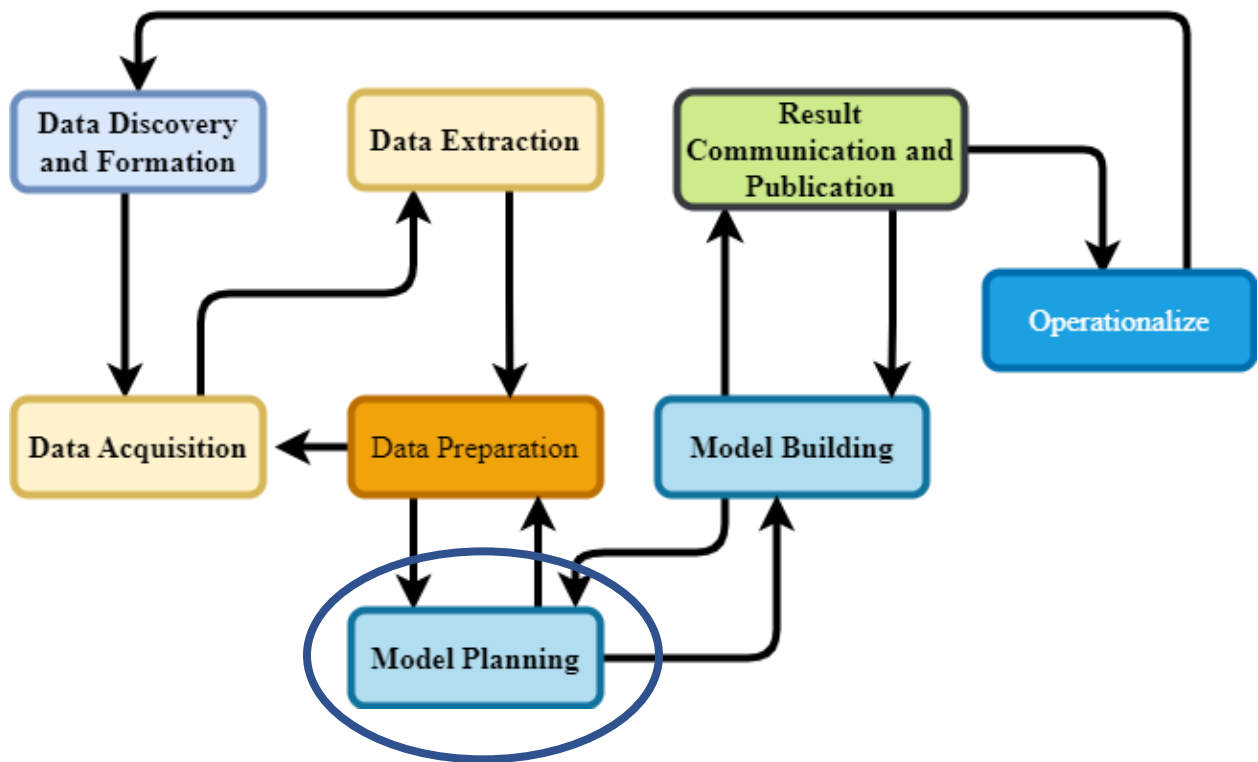 Data Discovery
and Formation
Data Extraction
Result
Communication and
Publication
Operationalize
Data Acquisition
Data Preparation
Model Building
Model Planning